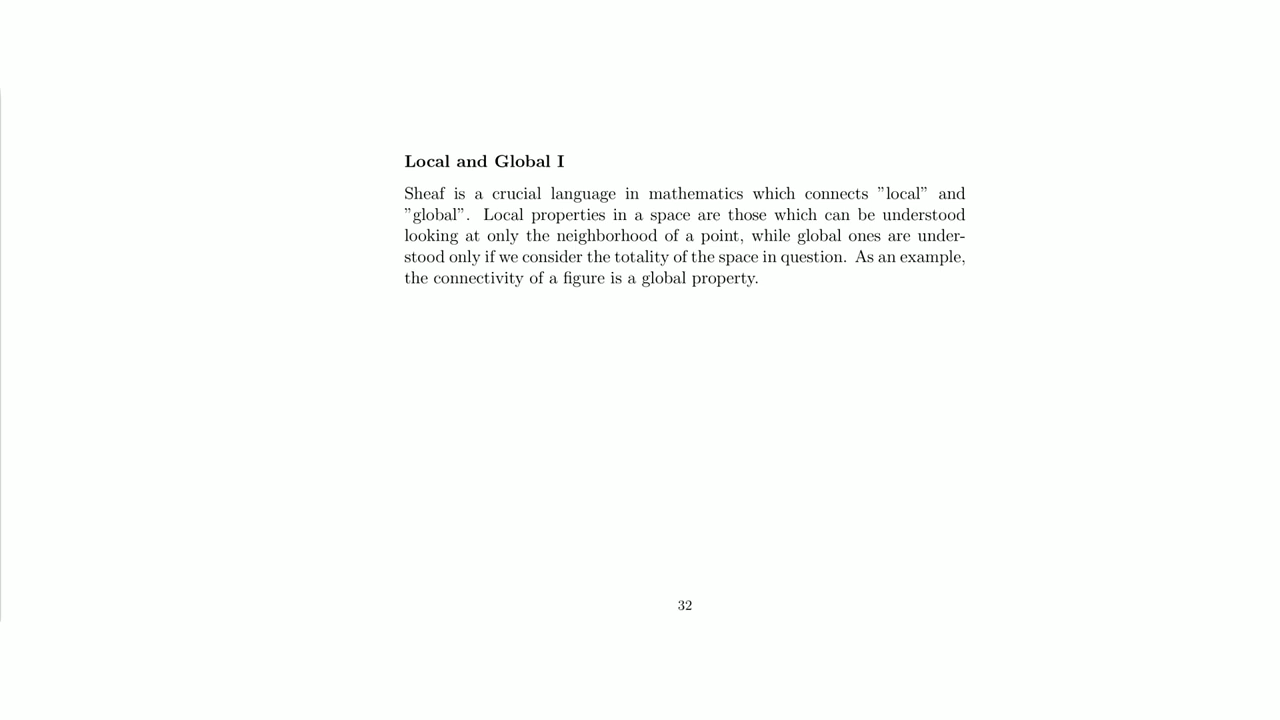 Local and Global I
Sheaf is a crucial language in mathematics which connects ”local” and
”global”. Local properties in a space are those which can be understood
looking at only the neighborhood of a point, while global ones are under-
stood only if we consider the totality of the space in question. As an example,
the connectivity of a figure is a global property.
32